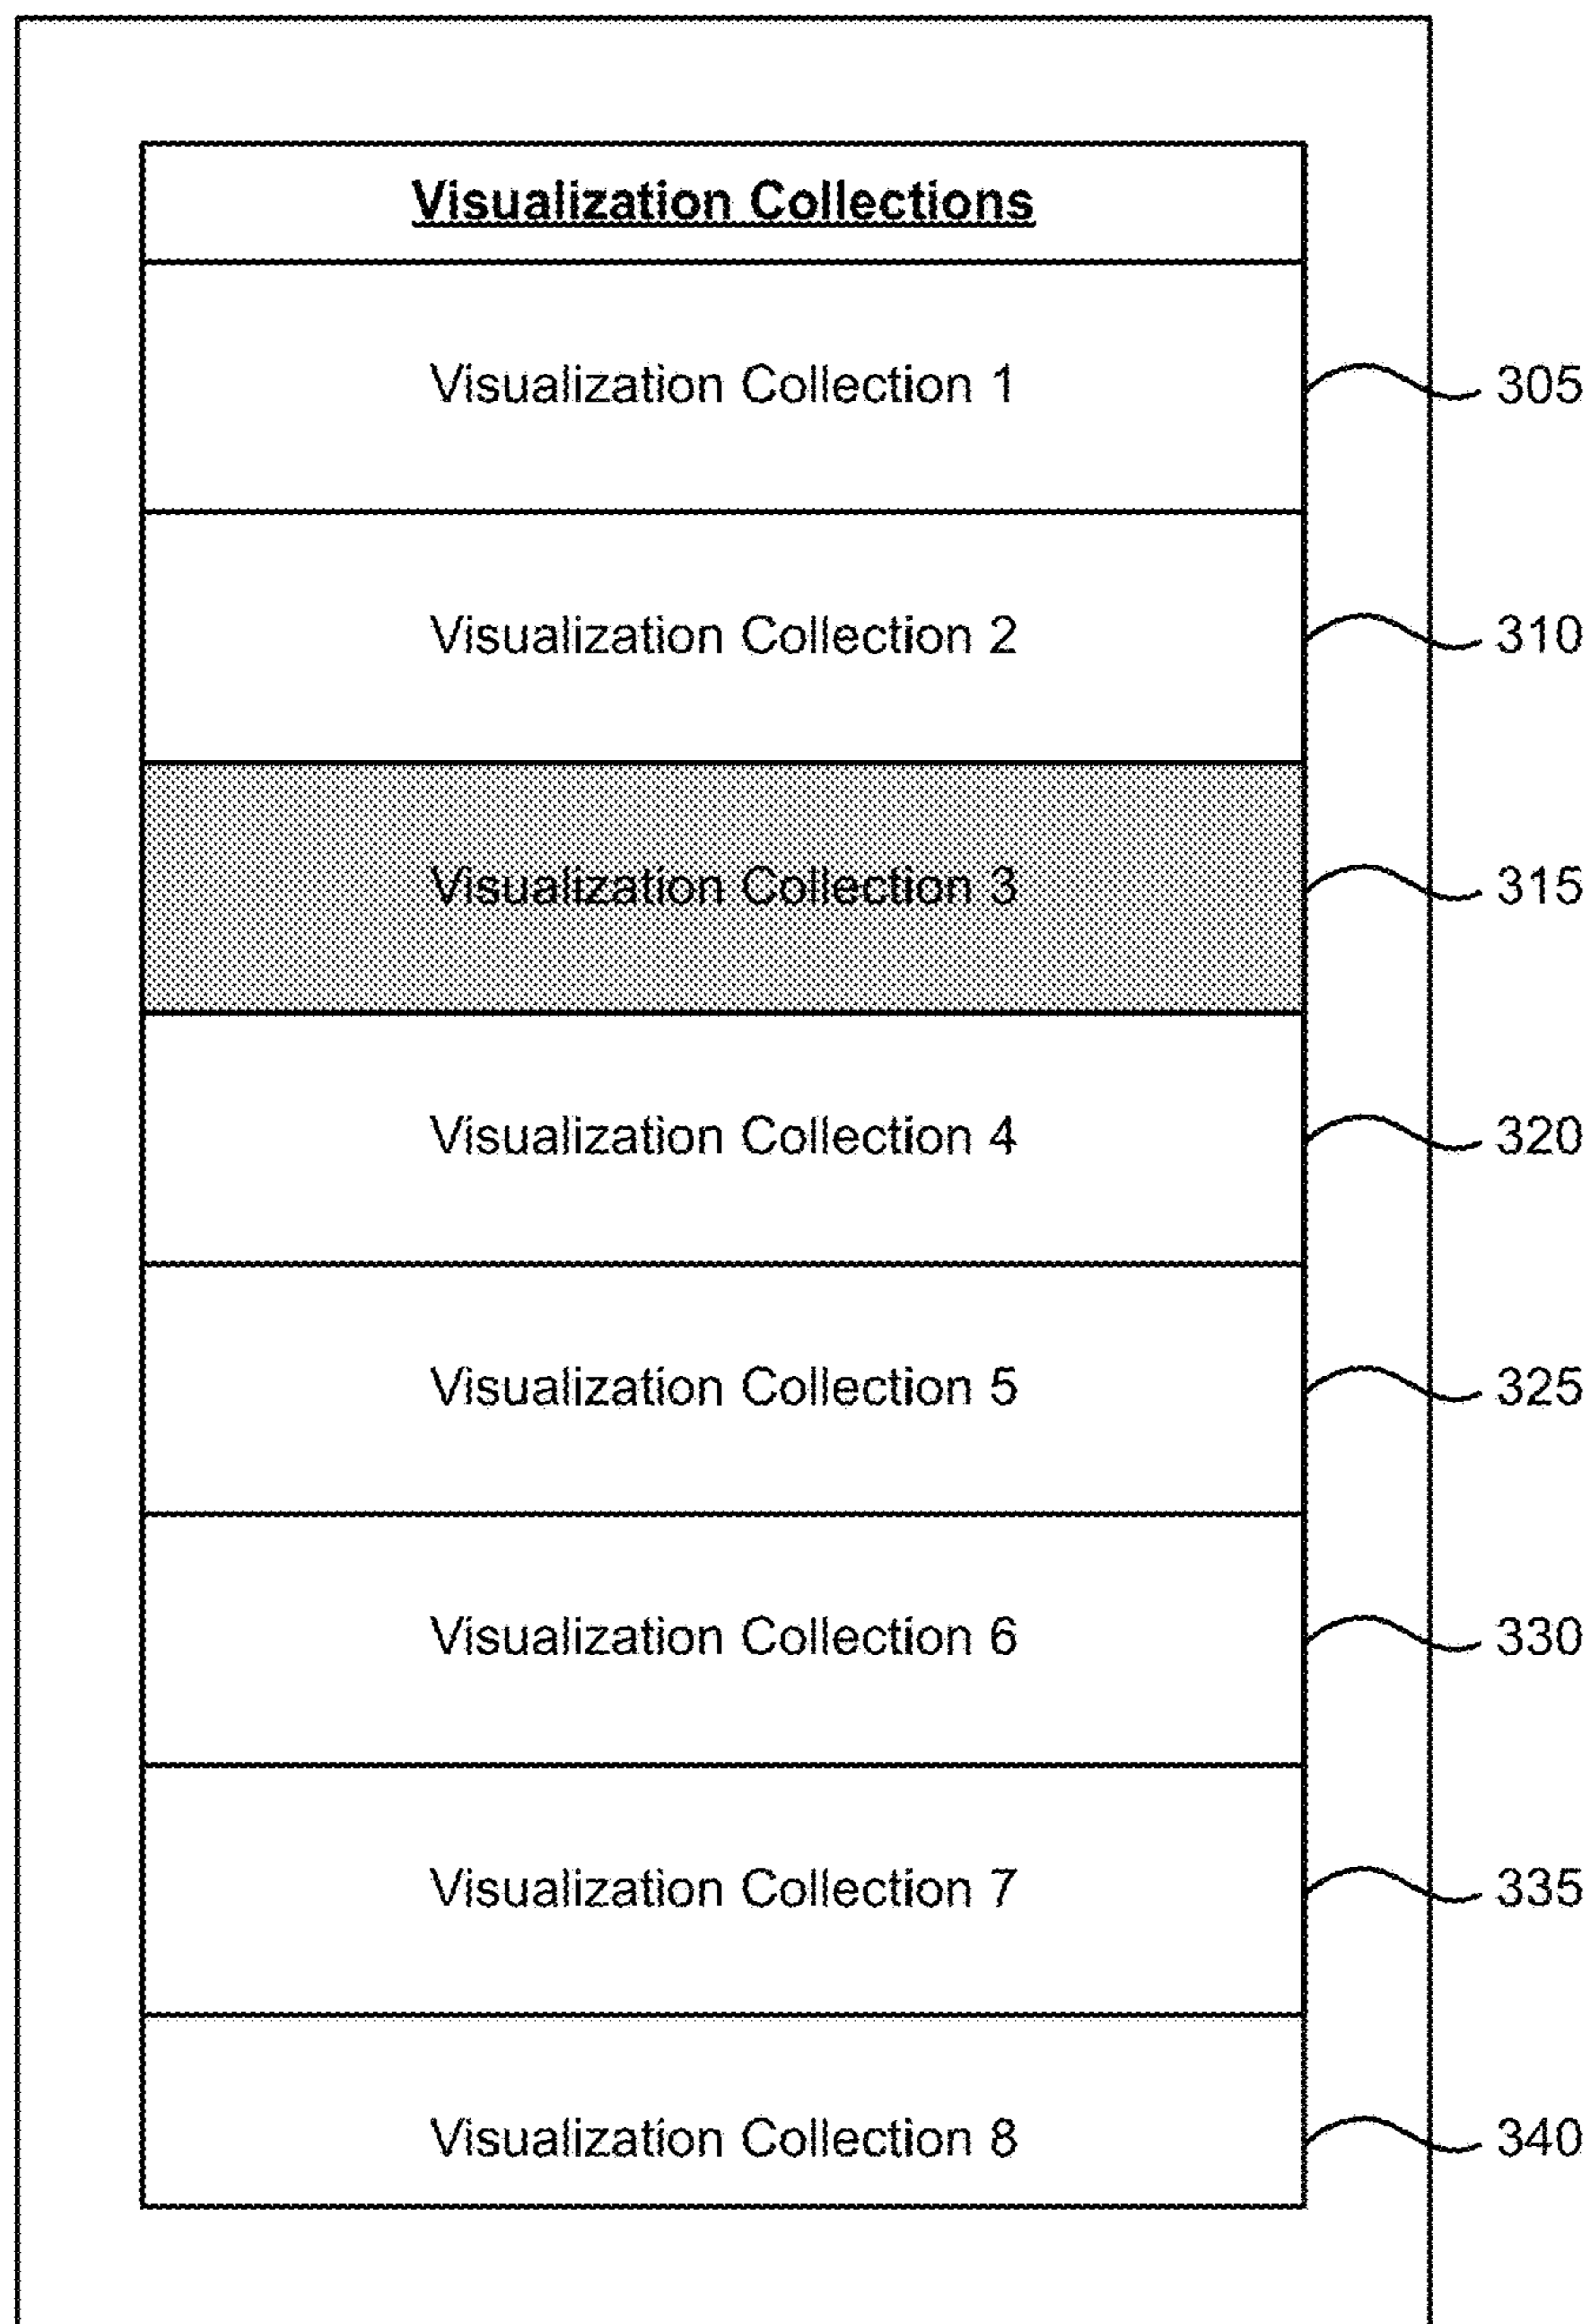 Visualization Collections
Visualization Collection 1 305
Visualization Collection 2 310
Visualization Collection 3 315
Visualization Collection 4 320
Visualization Collection 5 325
Visualization Collection 6 330
Visualization Collection 7 335
Visualization Collection 8 340